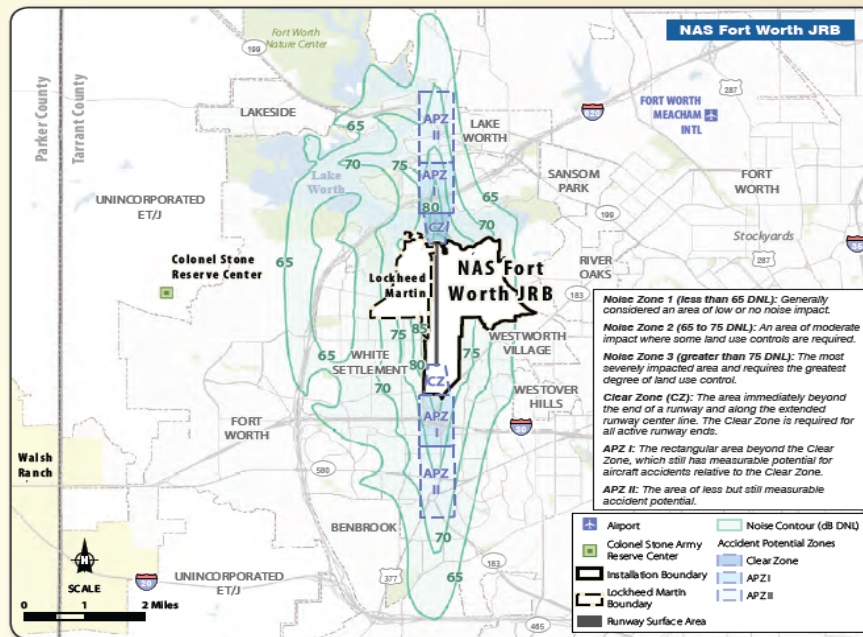 NAS Fort Worth JRB
Fort Worth
Nature Center
199
287
Parker County
Tarrant County
LAKESIDE
820
FORT WORTH
MEACHAM
INTL
APZ
II
LAKE
WORTH
65
70
75
Lake
Worth
APZ
I
80
CZ
SANSOM
PARK
FORT
WORTH
65
70
199
UNINCORPORATED
ET/J
Stockyards
35
Colonel Stone
Reserve Center
65
Lockheed
Martin
NAS Fort
Worth JRB
RIVER
OAKS
287
183
75
85
75
WESTWORTH
VILLAGE
65
WHITE
SETTLEMENT
80
CZ
70
WESTOVER
HILLS
FORT
WORTH
APZ
I
30
Walsh
Ranch
580
APZ
II
BENBROOK
70
183
UNINCORPORATED
ET/J
377
65
20
465
N
SCALE
0 1 2 Miles
Noise Zone 1 (less than 65 DNL): Generally
considered an area of low or no noise impact.
Noise Zone 2 (65 to 75 DNL): An area of moderate
impact where some land use controls are required.
Noise Zone 3 (greater than 75 DNL): The most
severely impacted area and requires the greatest
degree of land use control.
Clear Zone (CZ): The area immediately beyond
the end of a runway and along the extended
runway center line. The Clear Zone is required for
all active runway ends.
APZ I: The rectangular area beyond the Clear
Zone, which still has measurable potential for
aircraft accidents relative to the Clear Zone.
APZ II: The area of less but still measurable
accident potential.
Airport
Colonel Stone Army
Reserve Center
Installation Boundary
Lockheed Martin
Boundary
Runway Surface Area
Noise Contour (dB DNL)
Accident Potential Zones
Clear Zone
APZ I
APZ II